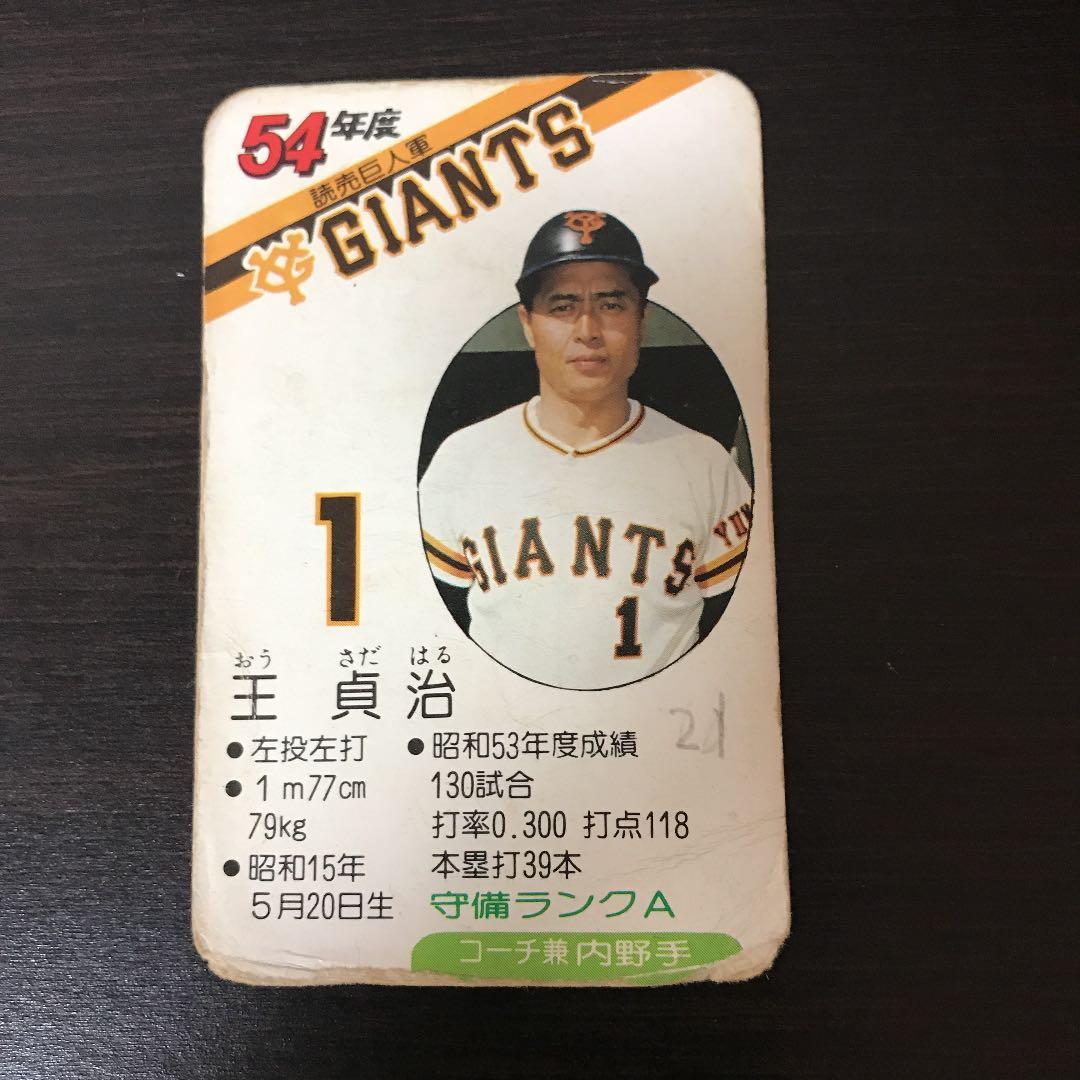 54年度
読売巨人軍
GIANTS
YG
YG
GIANTS
1
1
おう さだ はる
王 貞 治
●左投左打
●1m77cm
79kg
●昭和15年
5月20日生
●昭和53年度成績
130試合
打率0.300 打点118
本塁打39本
守備ランクA
コーチ兼内野手